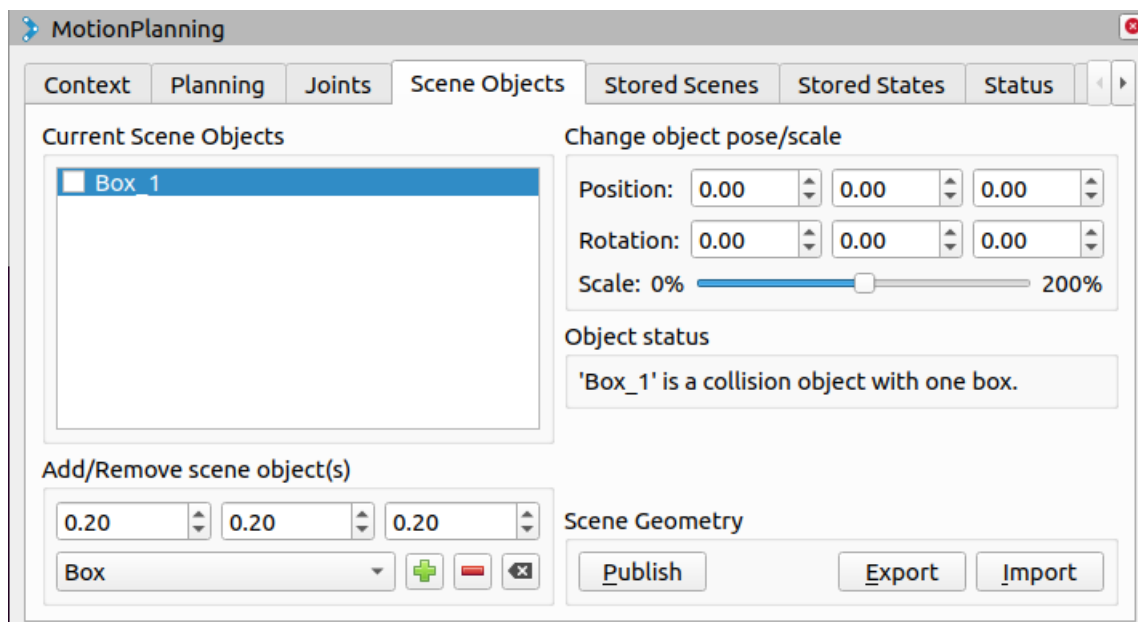 MotionPlanning
Context Planning Joints Scene Objects Stored Scenes Stored States Status
Current Scene Objects
Box_1
Change object pose/scale
Position: 0.00 0.00 0.00
Rotation: 0.00 0.00 0.00
Scale: 0% 200%
Object status
'Box_1' is a collision object with one box.
Add/Remove scene object(s)
0.20 0.20 0.20
Box
Scene Geometry
Publish Export Import